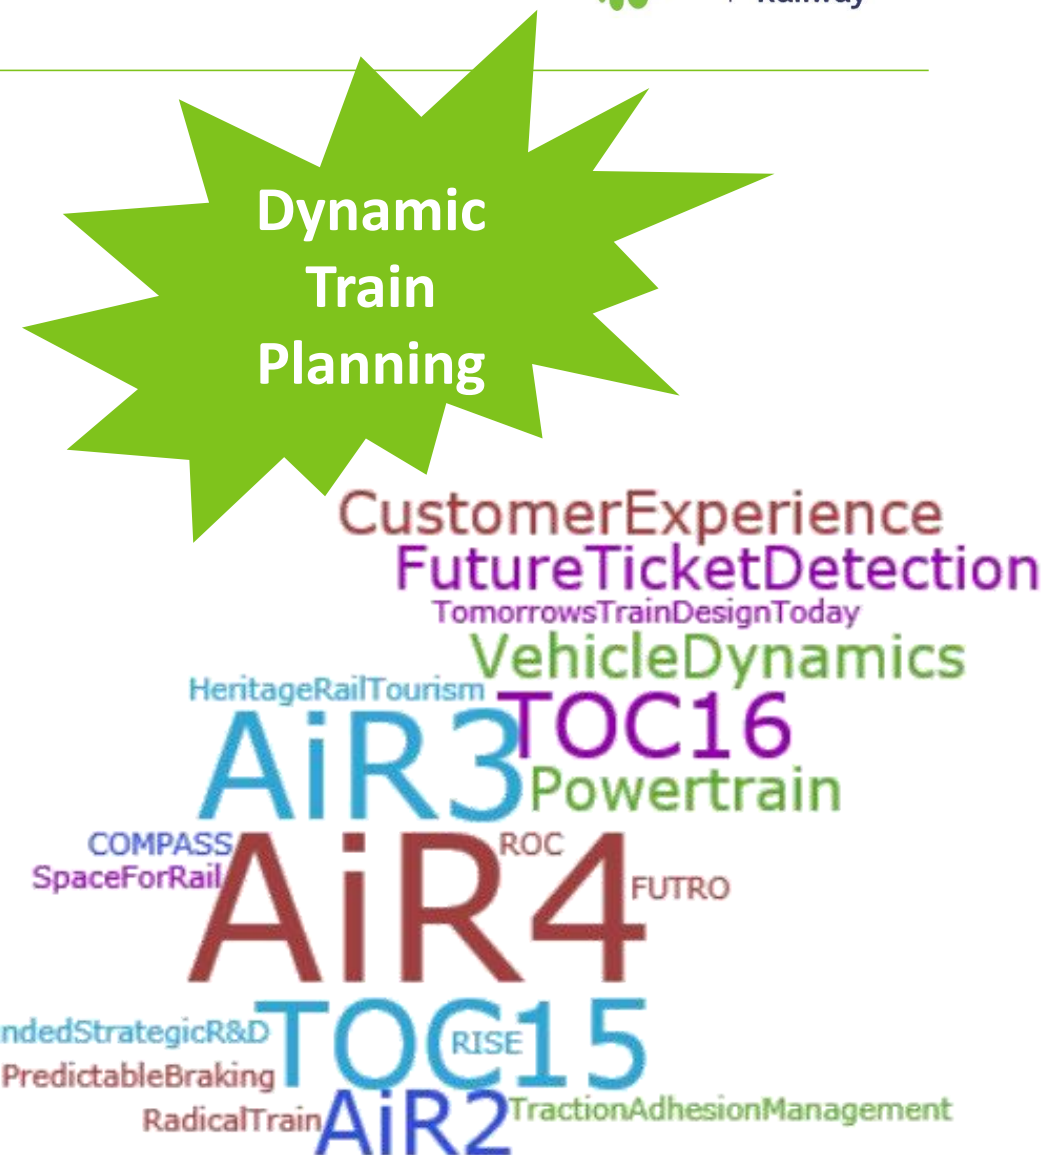 Railway
Dynamic
Train
Planning
CustomerExperience
FutureTicketDetection
TomorrowsTrainDesignToday
VehicleDynamics
HeritageRailTourism
TOC16
AiR3
Powertrain
COMPASS
ROC
SpaceForRail
AiR4
FUTRO
ndedStrategicR&D
TOC15
RISE
PredictableBraking
RadicalTrain
AiR2
TractionAdhesionManagement